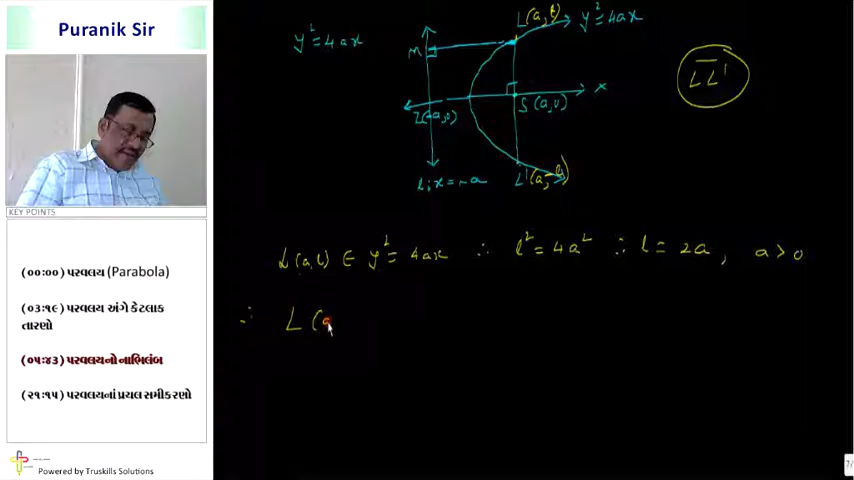 Puranik Sir
KEY POINTS
(૦૦:૦૦) પરવલય (Parabola)
(૦૩:૧૯) પરવલય અંગે કેટલાક
તારણો
(૦૫:૪૩) પરવલયનો નાભિલંબ
(૨૧:૧૫) પરવલયનાં પ્રચલ સમીકરણો
Powered by Truskills Solutions
y² = 4ax
M
L(a, l)
y² = 4ax
Z(-a, 0)
S(a, 0)
x
l : x = -a
L'(a, -l)
LL'
L(a, l) ∈ y² = 4ax ∴ l² = 4a² ∴ l = 2a, a > 0
∴ L (a